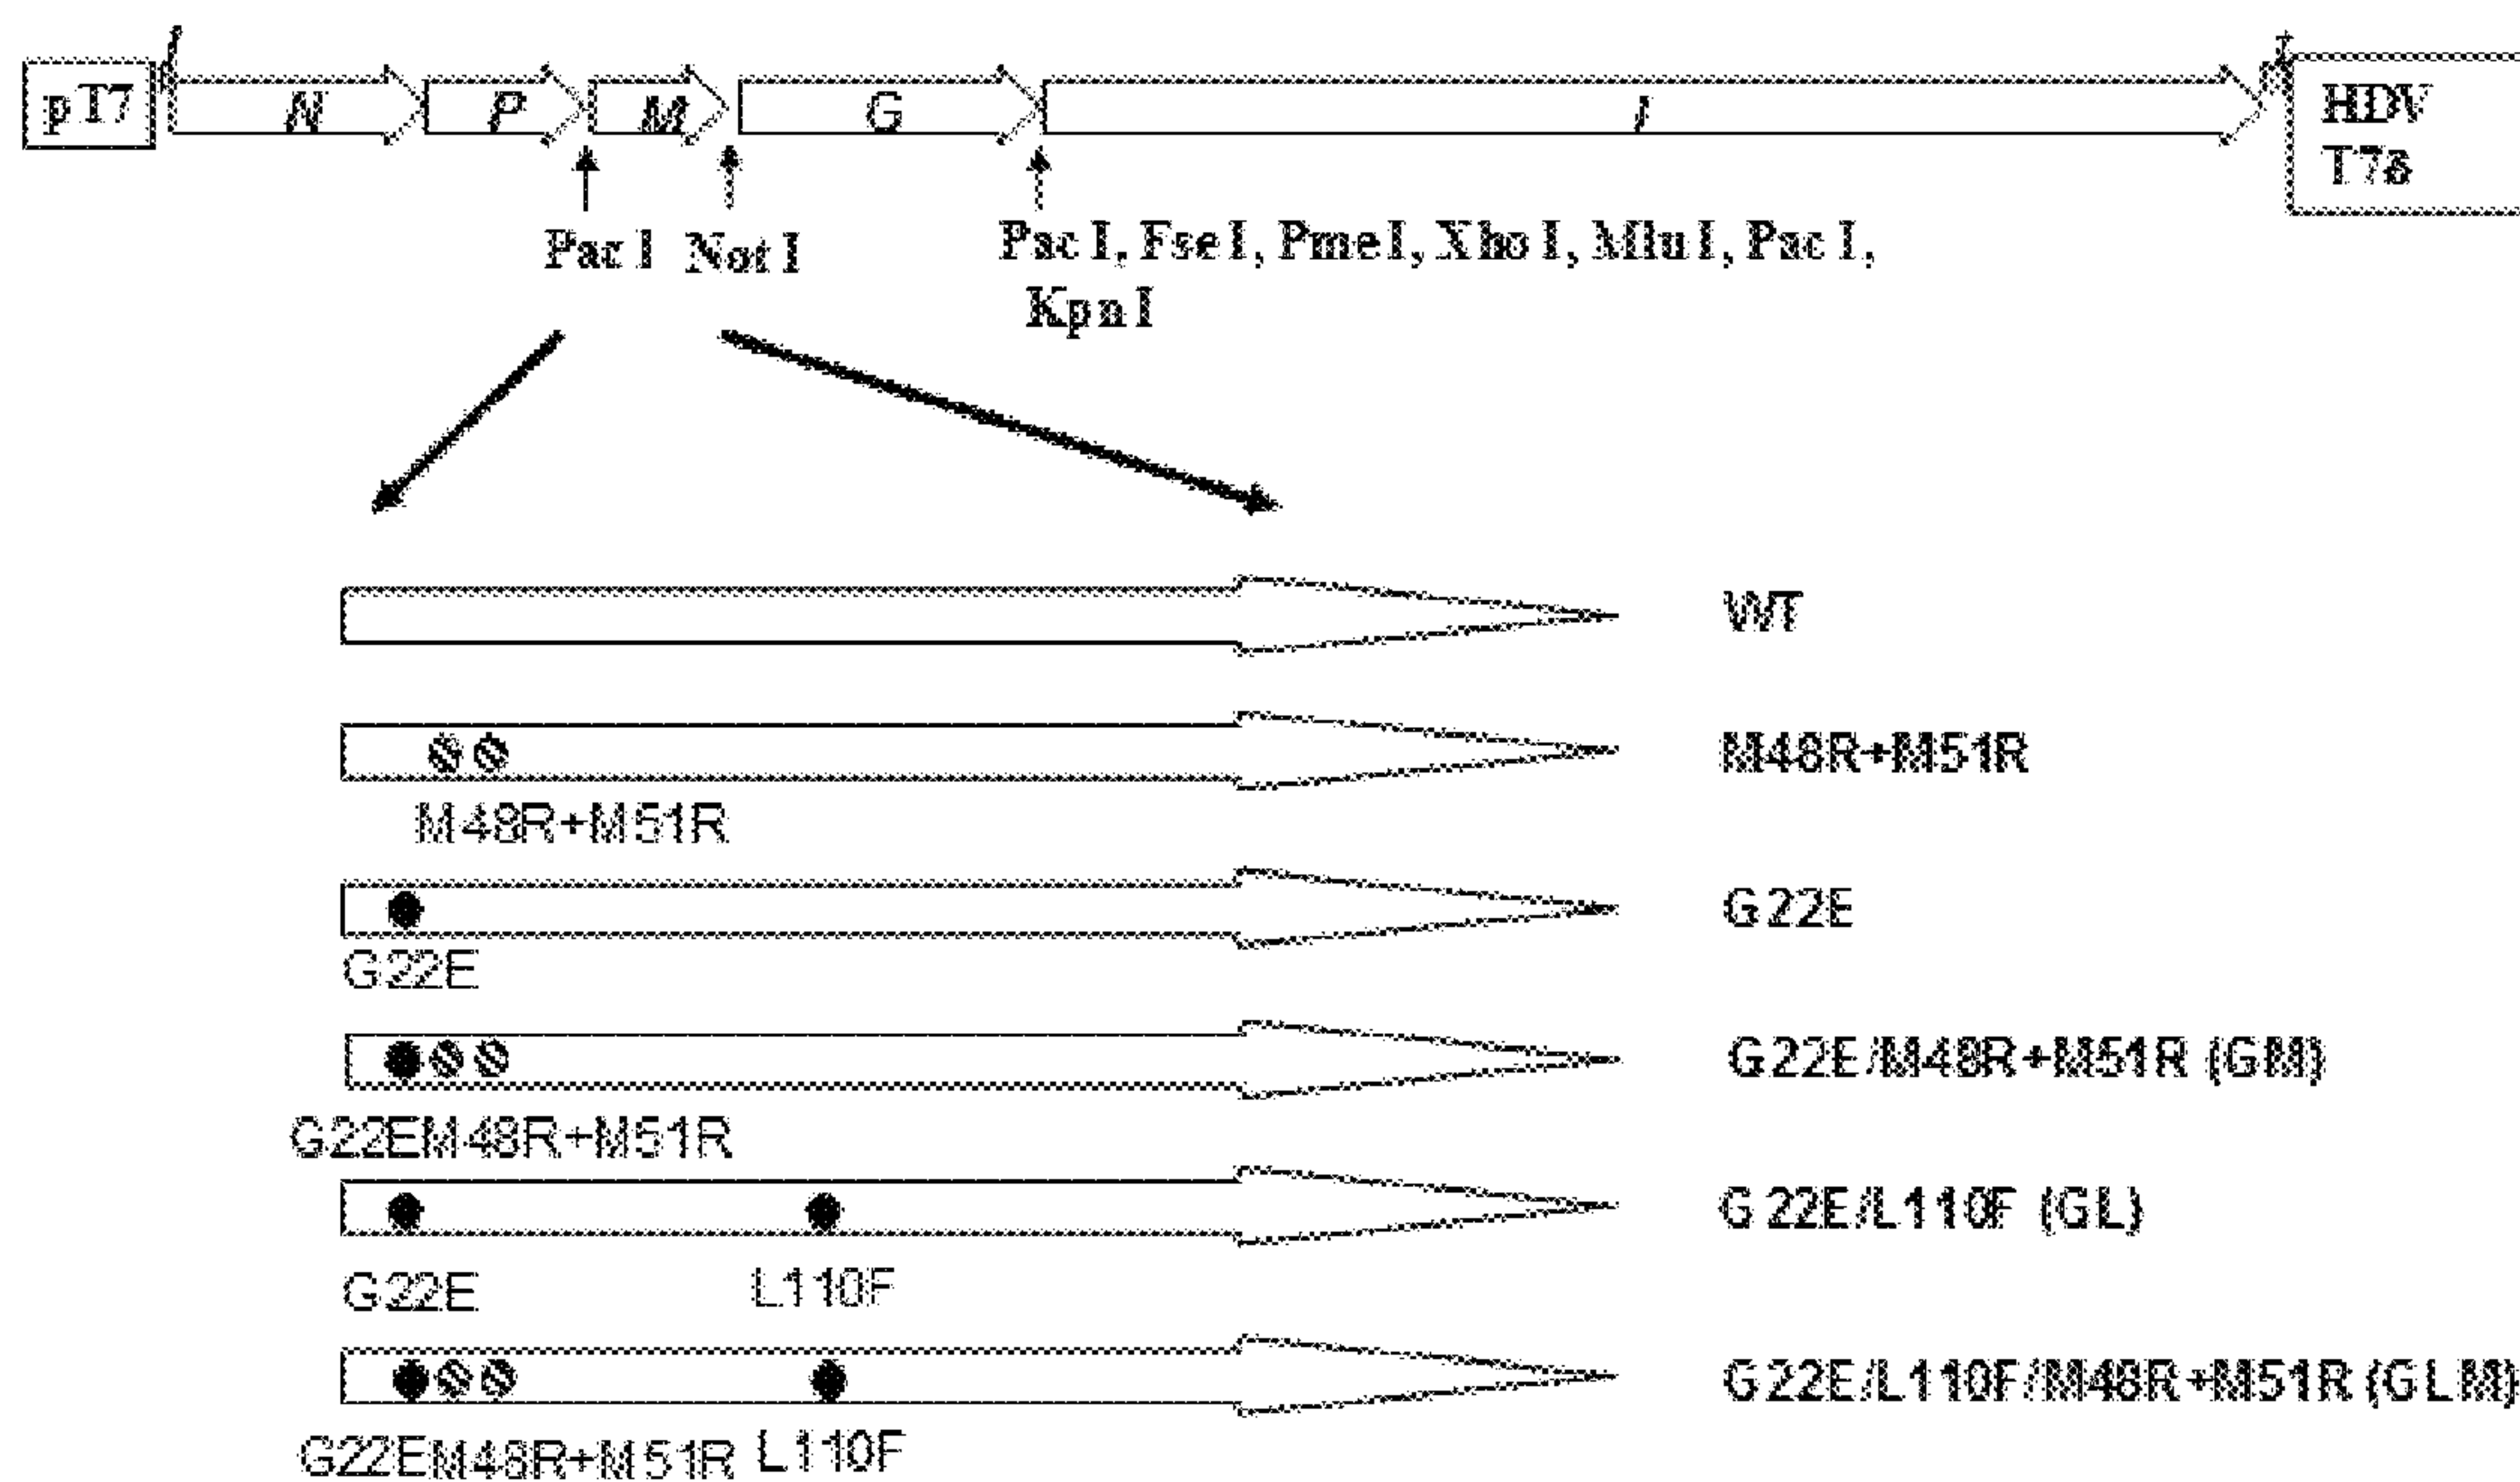 pT7 l N P M G l l HDV
T7δ
Pac I Not I Pac I, Fse I, Pme I, Xho I, Mlu I, Pac I,
Kpn I
WT
M48R+M51R
M48R+M51R
G22E
G22E
G22E/M48R+M51R (GM)
G22EM48R+M51R
G22E/L110F (GL)
G22E L110F
G22E/L110F/M48R+M51R (GLM)
G22EM48R+M51R L110F